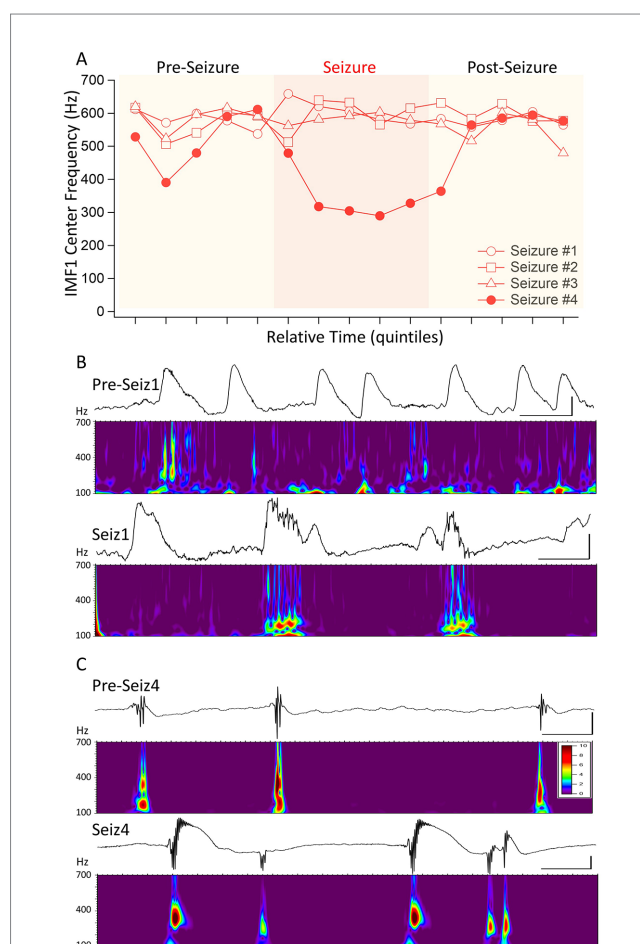 A
Pre-Seizure Seizure Post-Seizure
IMF1 Center Frequency (Hz)
700
600
500
400
300
200
100
0
Seizure #1
Seizure #2
Seizure #3
Seizure #4
Relative Time (quintiles)
B
Pre-Seiz1
Hz
700
400
100
Seiz1
Hz
700
400
100
C
Pre-Seiz4
Hz
700
400
100
10
8
6
4
2
0
Seiz4
Hz
700
400
100